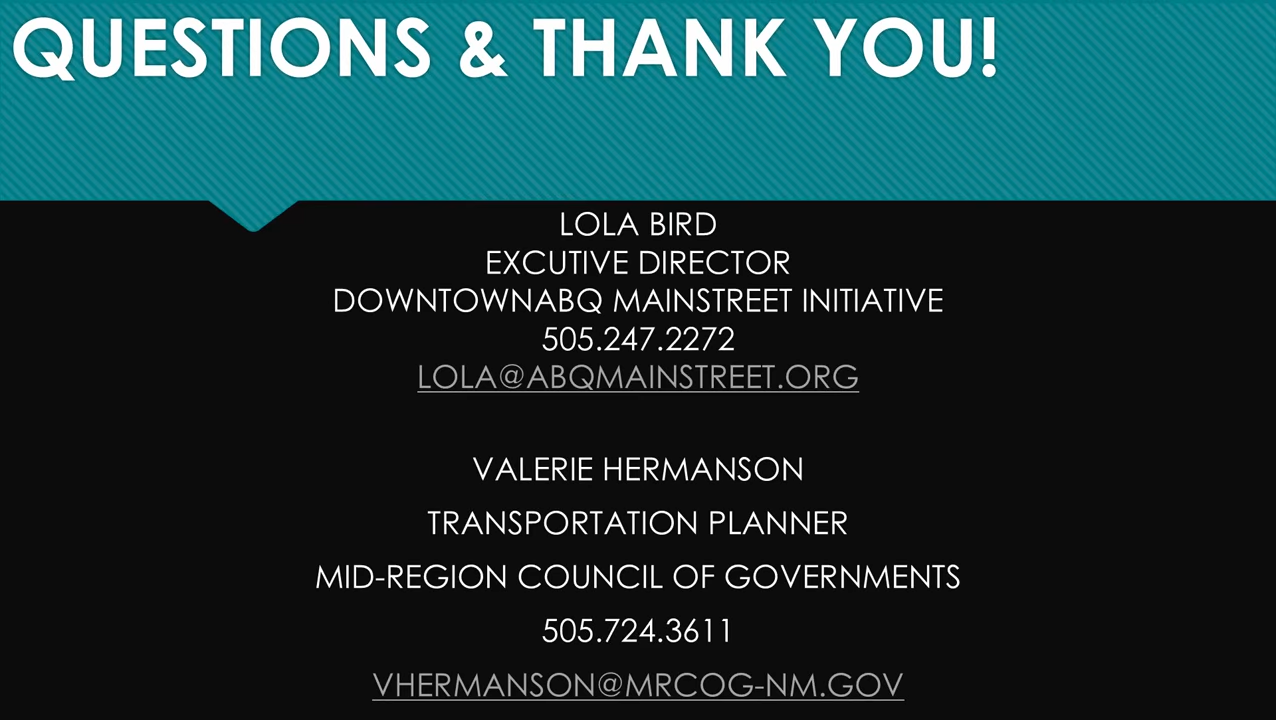 QUESTIONS & THANK YOU!
LOLA BIRD
EXCUTIVE DIRECTOR
DOWNTOWNABQ MAINSTREET INITIATIVE
505.247.2272
LOLA@ABQMAINSTREET.ORG
VALERIE HERMANSON
TRANSPORTATION PLANNER
MID-REGION COUNCIL OF GOVERNMENTS
505.724.3611
VHERMANSON@MRCOG-NM.GOV